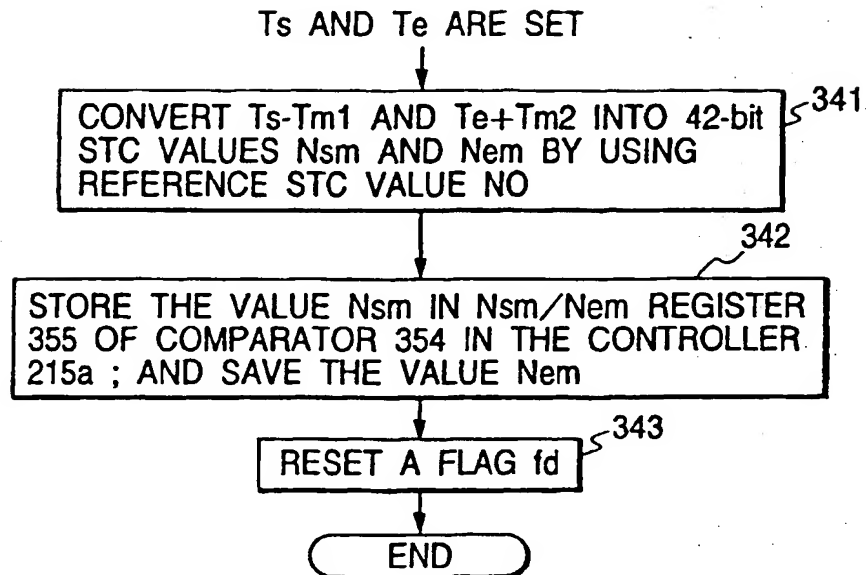 Ts AND Te ARE SET
341
CONVERT Ts-Tm1 AND Te+Tm2 INTO 42-bit
STC VALUES Nsm AND Nem BY USING
REFERENCE STC VALUE NO
342
STORE THE VALUE Nsm IN Nsm/Nem REGISTER
355 OF COMPARATOR 354 IN THE CONTROLLER
215a ; AND SAVE THE VALUE Nem
343
RESET A FLAG fd
END